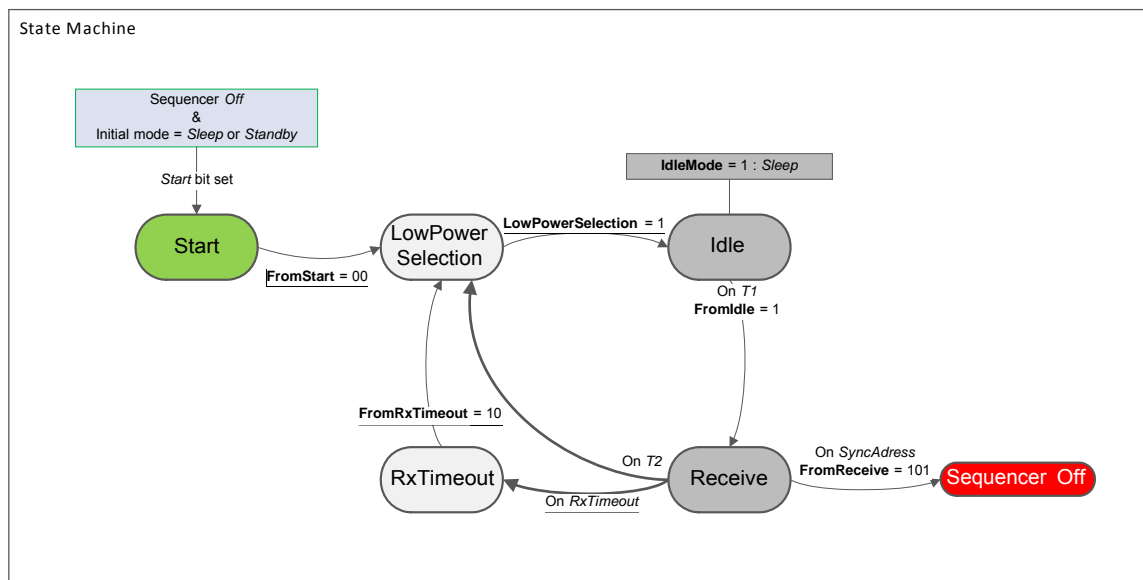 State Machine
Sequencer Off
&
Initial mode = Sleep or Standby
Start bit set
IdleMode = 1 : Sleep
Start
FromStart = 00
LowPower
Selection
LowPowerSelection = 1
Idle
On T1
FromIdle = 1
FromRxTimeout = 10
RxTimeout
On RxTimeout
On T2
Receive
On SyncAdress
FromReceive = 101
Sequencer Off